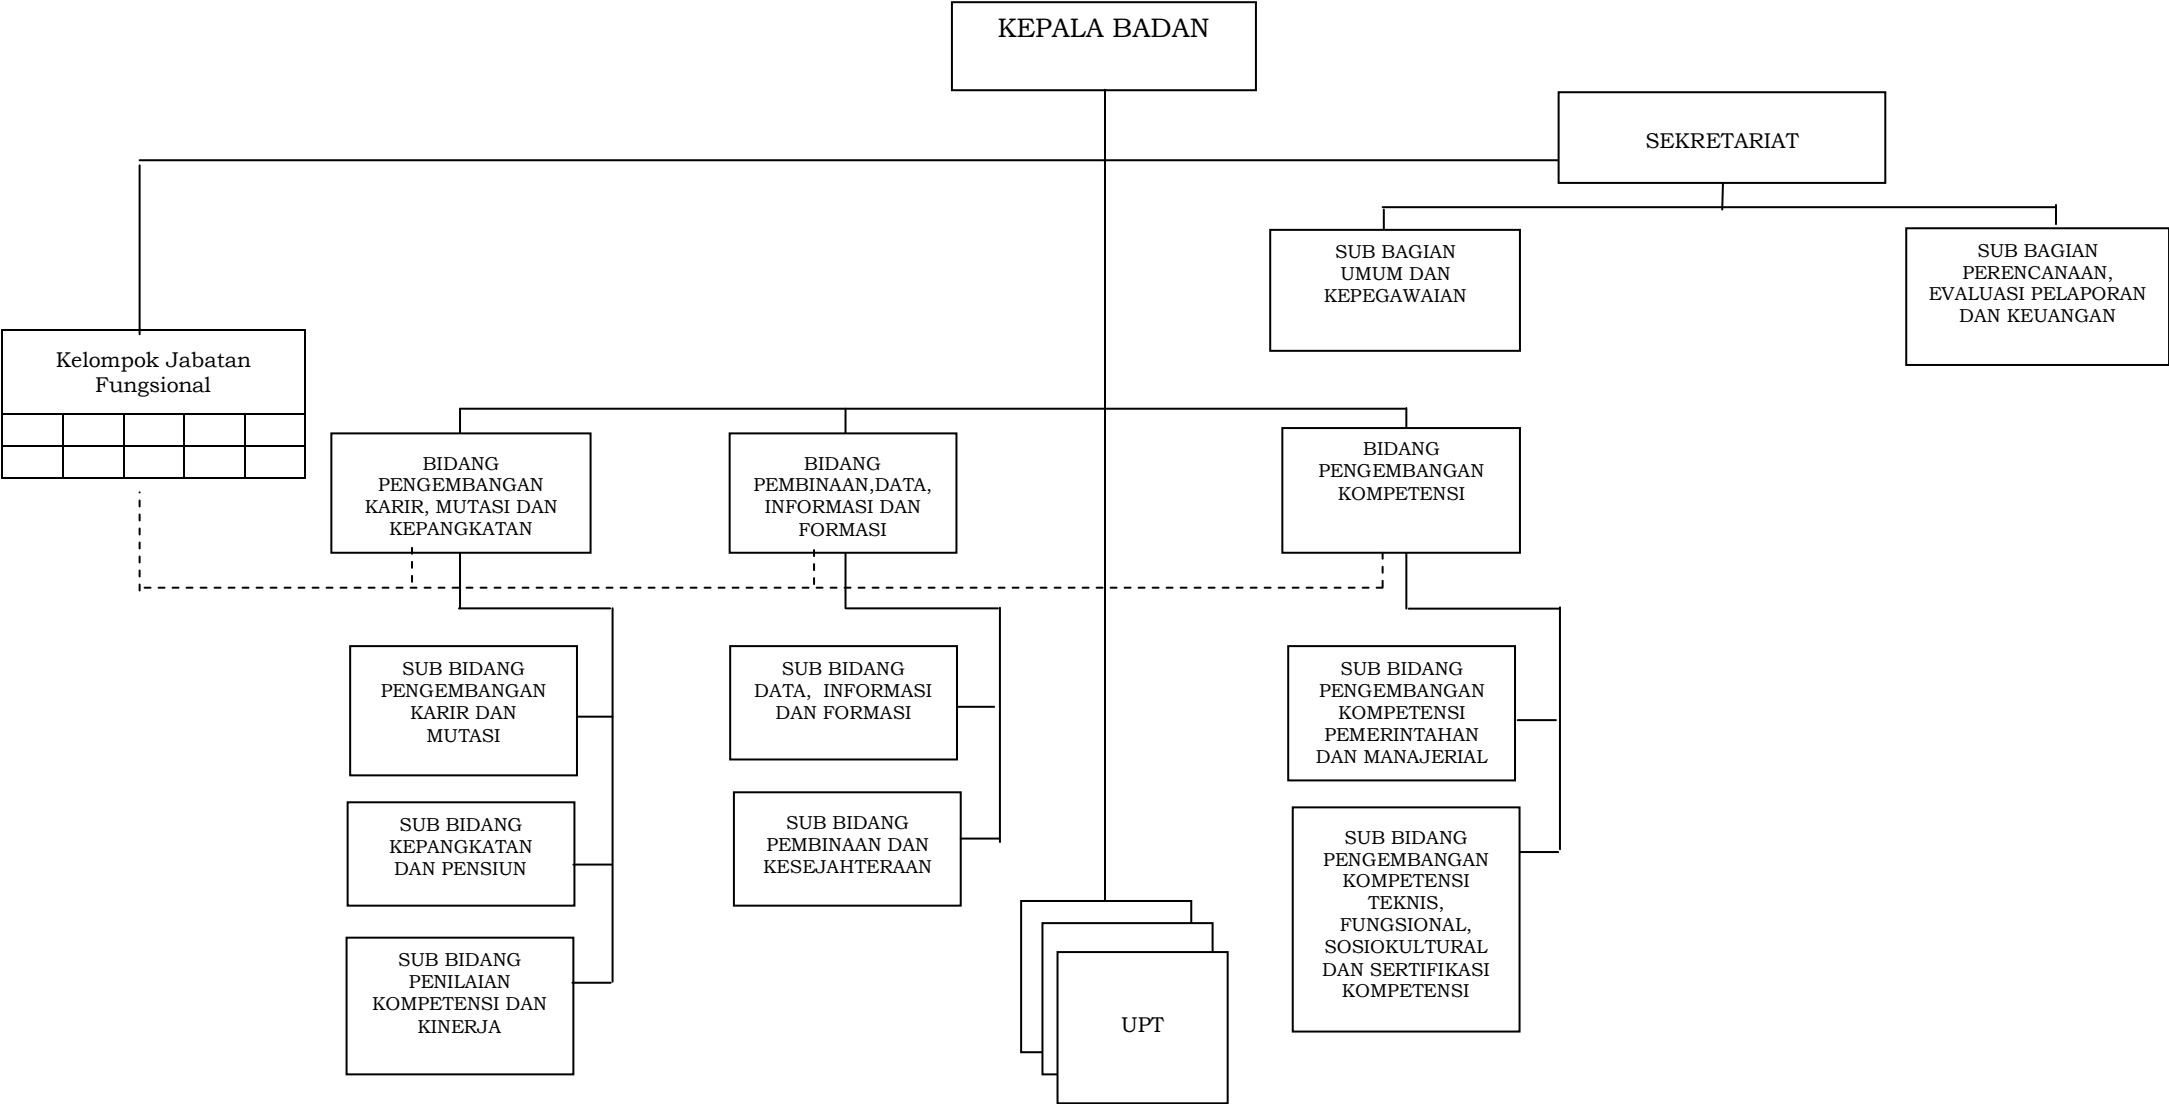 KEPALA BADAN
SEKRETARIAT
SUB BAGIAN
UMUM DAN
KEPEGAWAIAN
SUB BAGIAN
PERENCANAAN,
EVALUASI PELAPORAN
DAN KEUANGAN
Kelompok Jabatan
Fungsional
BIDANG
PENGEMBANGAN
KARIR, MUTASI DAN
KEPANGKATAN
BIDANG
PEMBINAAN,DATA,
INFORMASI DAN
FORMASI
BIDANG
PENGEMBANGAN
KOMPETENSI
SUB BIDANG
PENGEMBANGAN
KARIR DAN
MUTASI
SUB BIDANG
KEPANGKATAN
DAN PENSIUN
SUB BIDANG
PENILAIAN
KOMPETENSI DAN
KINERJA
SUB BIDANG
DATA,  INFORMASI
DAN FORMASI
SUB BIDANG
PEMBINAAN DAN
KESEJAHTERAAN
UPT
SUB BIDANG
PENGEMBANGAN
KOMPETENSI
PEMERINTAHAN
DAN MANAJERIAL
SUB BIDANG
PENGEMBANGAN
KOMPETENSI
TEKNIS,
FUNGSIONAL,
SOSIOKULTURAL
DAN SERTIFIKASI
KOMPETENSI